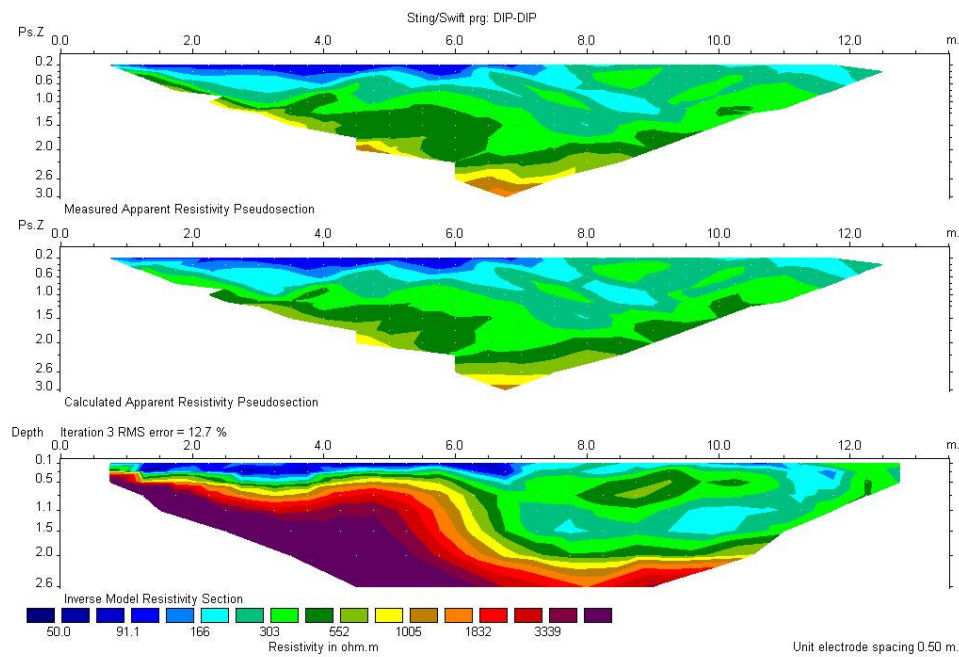 Sting/Swift prg: DIP-DIP
Ps.Z 0.0 2.0 4.0 6.0 8.0 10.0 12.0 m.
0.2
0.6
1.0
1.5
2.0
2.6
3.0
Measured Apparent Resistivity Pseudosection
Ps.Z 0.0 2.0 4.0 6.0 8.0 10.0 12.0 m.
0.2
0.6
1.0
1.5
2.0
2.6
3.0
Calculated Apparent Resistivity Pseudosection
Depth Iteration 3 RMS error = 12.7 %
0.0 2.0 4.0 6.0 8.0 10.0 12.0 m.
0.1
0.5
1.1
1.5
2.0
2.6
Inverse Model Resistivity Section
50.0 91.1 166 303 552 1005 1832 3339
Resistivity in ohm.m Unit electrode spacing 0.50 m.